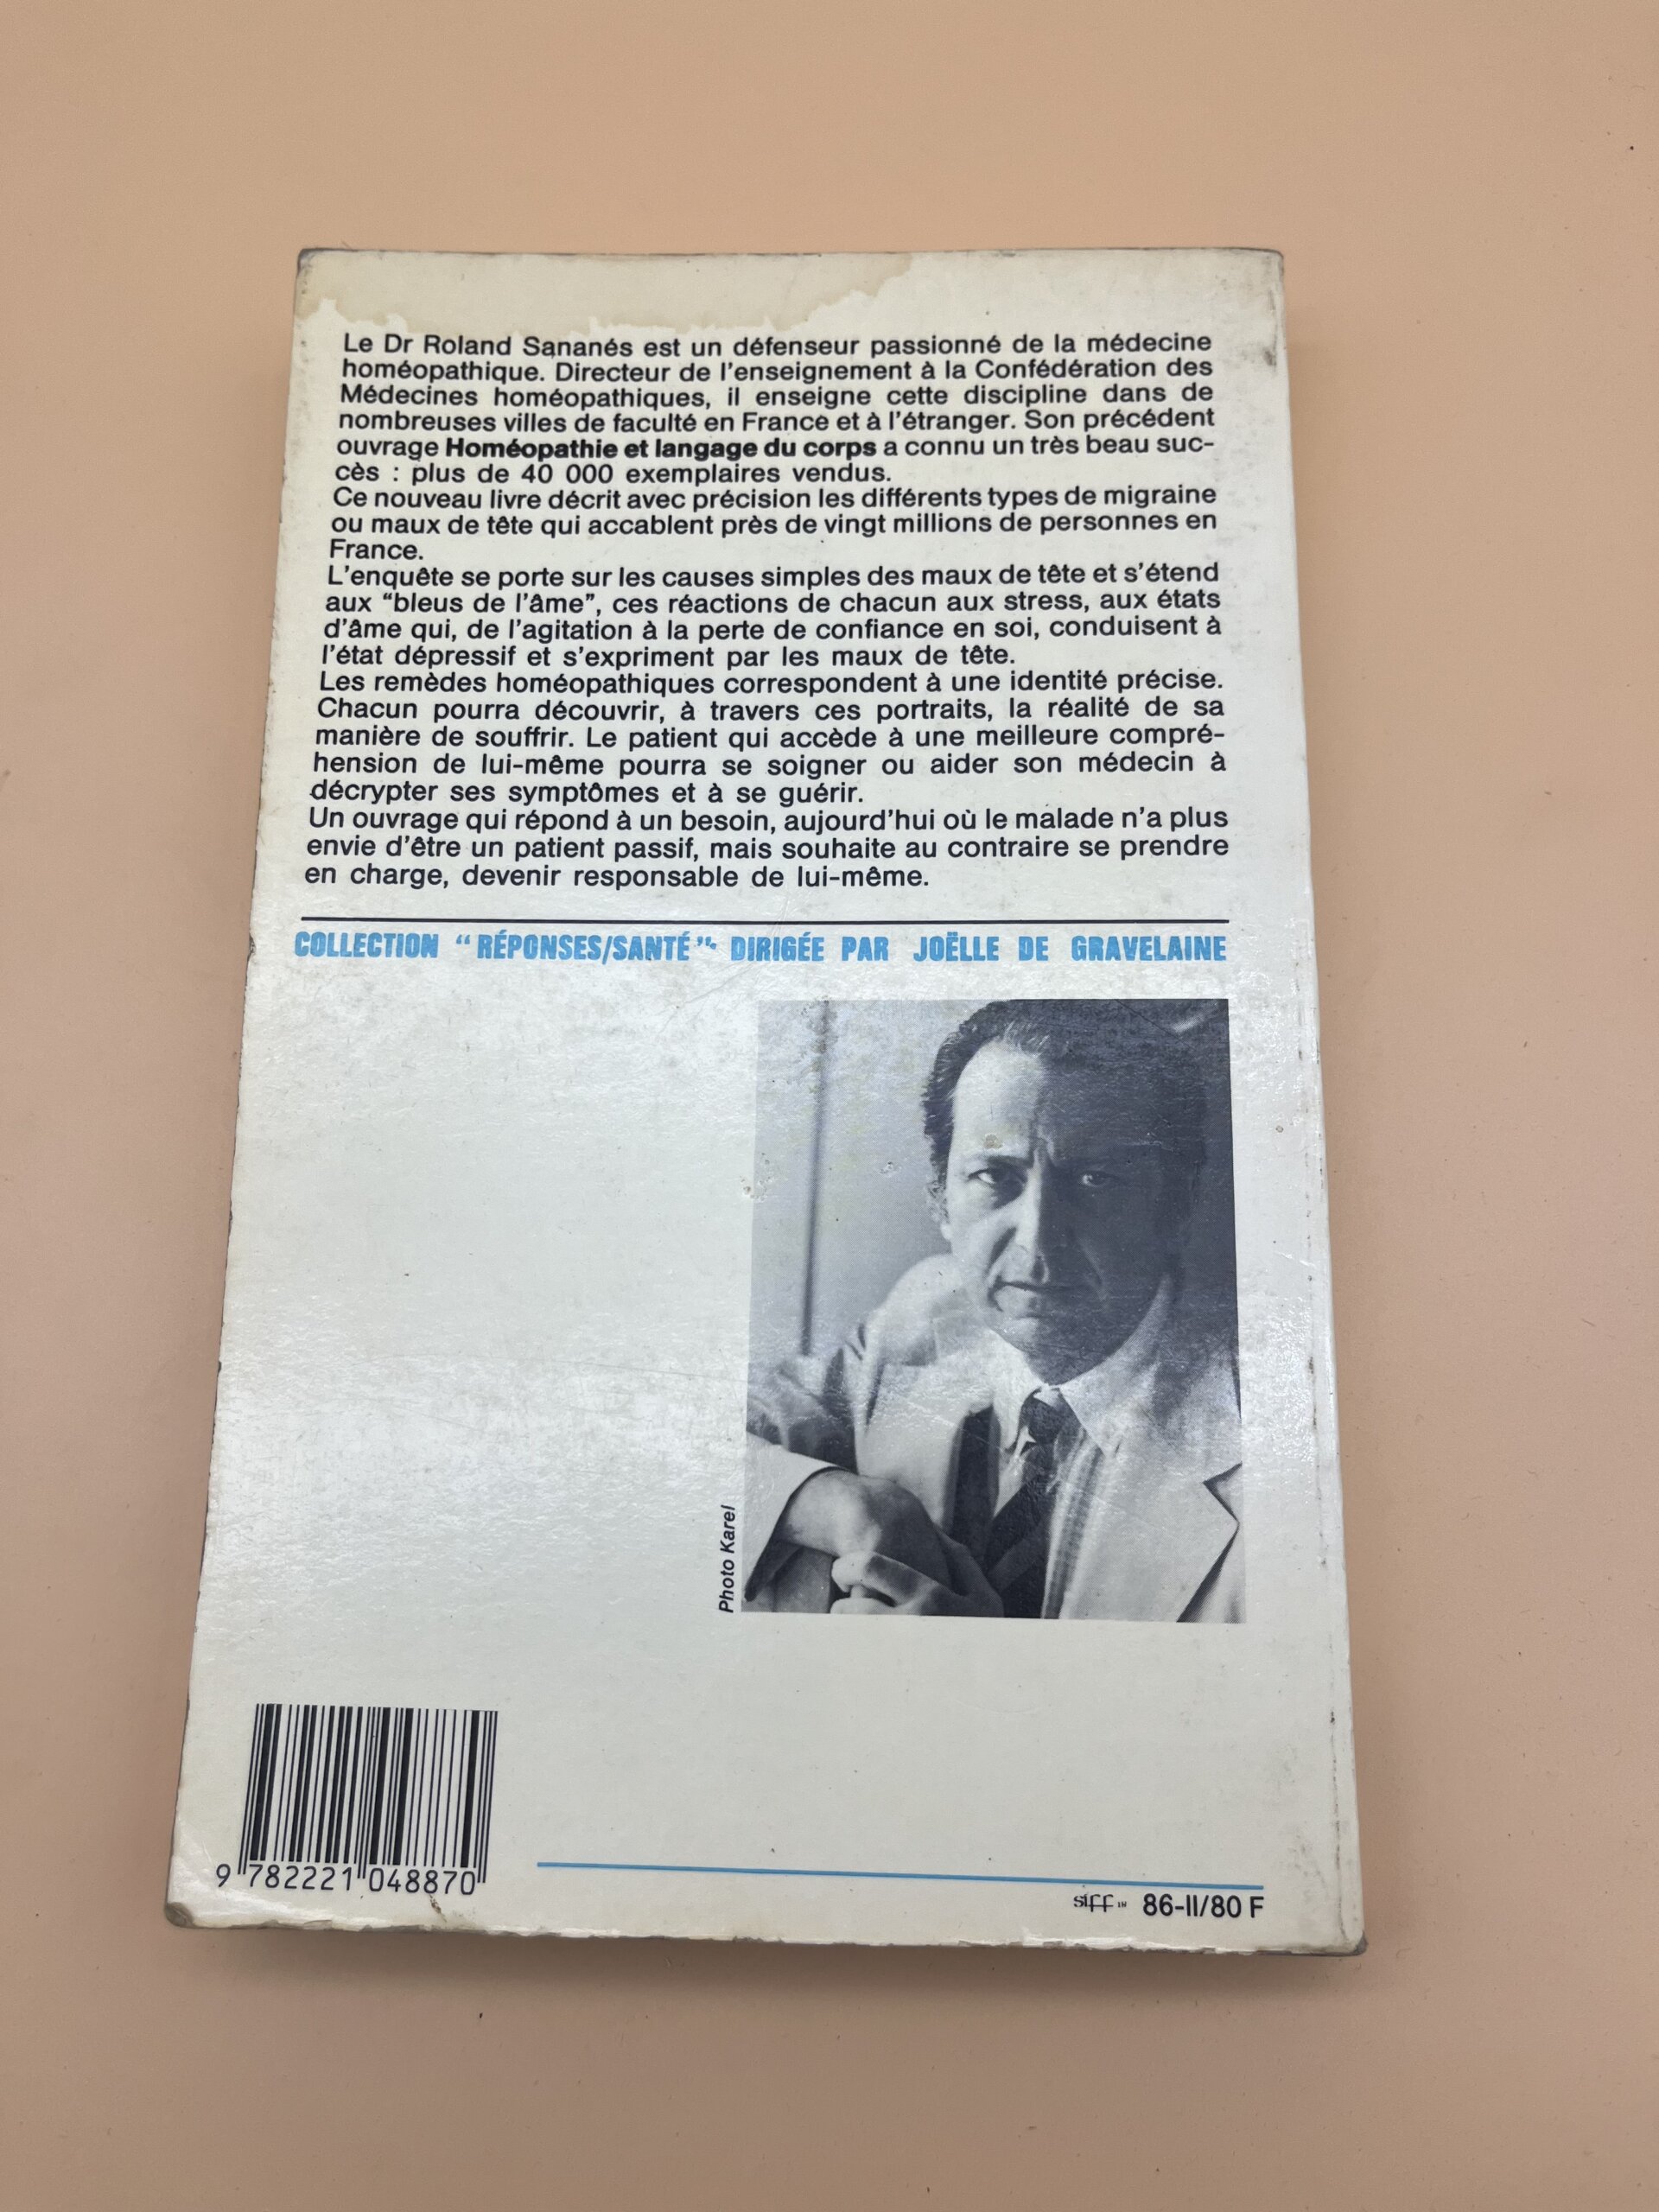 Le Dr Roland Sananés est un défenseur passionné de la médecine
homéopathique. Directeur de l'enseignement à la Confédération des
Médecines homéopathiques, il enseigne cette discipline dans de
nombreuses villes de faculté en France et à l'étranger. Son précédent
ouvrage Homéopathie et langage du corps a connu un très beau suc-
cès : plus de 40 000 exemplaires vendus.
Ce nouveau livre décrit avec précision les différents types de migraine
ou maux de tête qui accablent près de vingt millions de personnes en
France.
L'enquête se porte sur les causes simples des maux de tête et s'étend
aux “bleus de l'âme”, ces réactions de chacun aux stress, aux états
d'âme qui, de l'agitation à la perte de confiance en soi, conduisent à
l'état dépressif et s'expriment par les maux de tête.
Les remèdes homéopathiques correspondent à une identité précise.
Chacun pourra découvrir, à travers ces portraits, la réalité de sa
manière de souffrir. Le patient qui accède à une meilleure compré-
hension de lui-même pourra se soigner ou aider son médecin à
décrypter ses symptômes et à se guérir.
Un ouvrage qui répond à un besoin, aujourd'hui où le malade n'a plus
envie d'être un patient passif, mais souhaite au contraire se prendre
en charge, devenir responsable de lui-même.
COLLECTION “RÉPONSES/SANTÉ” DIRIGÉE PAR JOËLLE DE GRAVELAINE
Photo Karel
9 782221 048870
siff 86-II/80 F